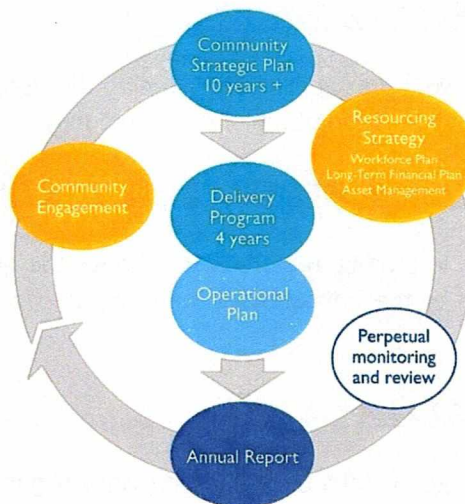 Community
Strategic Plan
10 years +
Resourcing
Strategy
Workforce Plan
Long-Term Financial Plan
Asset Management
Community
Engagement
Delivery
Program
4 years
Operational
Plan
Perpetual
monitoring
and review
Annual Report